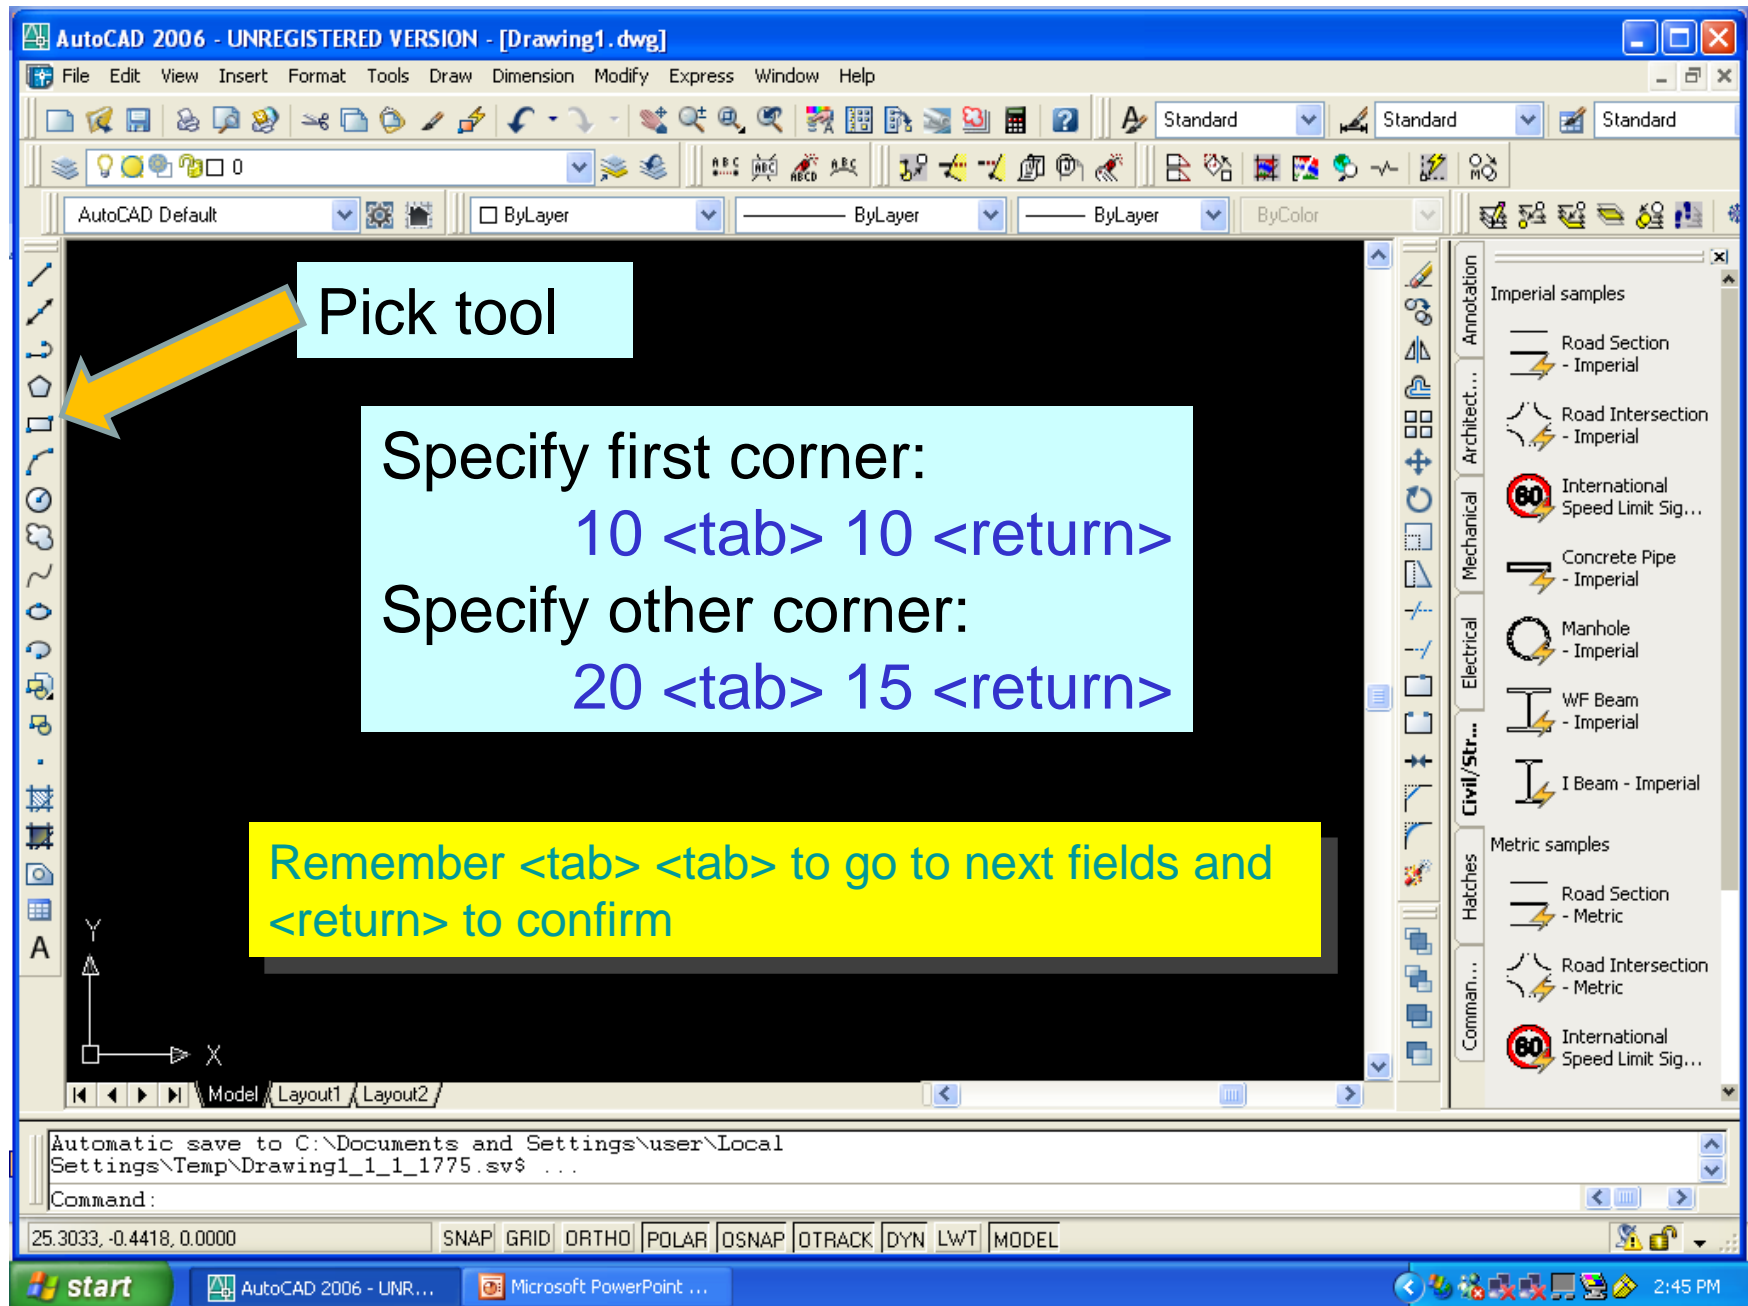 AutoCAD 2006 - UNREGISTERED VERSION - [Drawing1.dwg]
File Edit View Insert Format Tools Draw Dimension Modify Express Window Help
Standard Standard Standard
0
AutoCAD Default ByLayer ByLayer ByLayer ByColor
Pick tool
Specify first corner:
10 <tab> 10 <return>
Specify other corner:
20 <tab> 15 <return>
Remember <tab> <tab> to go to next fields and
<return> to confirm
Y
X
A
Annotation
Architect...
Mechanical
Electrical
Civil/Str...
Hatches
Comman...
Imperial samples
Road Section
- Imperial
Road Intersection
- Imperial
60
International
Speed Limit Sig...
Concrete Pipe
- Imperial
Manhole
- Imperial
WF Beam
- Imperial
I Beam - Imperial
Metric samples
Road Section
- Metric
Road Intersection
- Metric
60
International
Speed Limit Sig...
Model Layout1 Layout2
Automatic save to C:\Documents and Settings\user\Local
Settings\Temp\Drawing1_1_1_1775.sv$ ...
Command:
25.3033, -0.4418, 0.0000 SNAP GRID ORTHO POLAR OSNAP OTRACK DYN LWT MODEL
start AutoCAD 2006 - UNR... Microsoft PowerPoint ... 2:45 PM